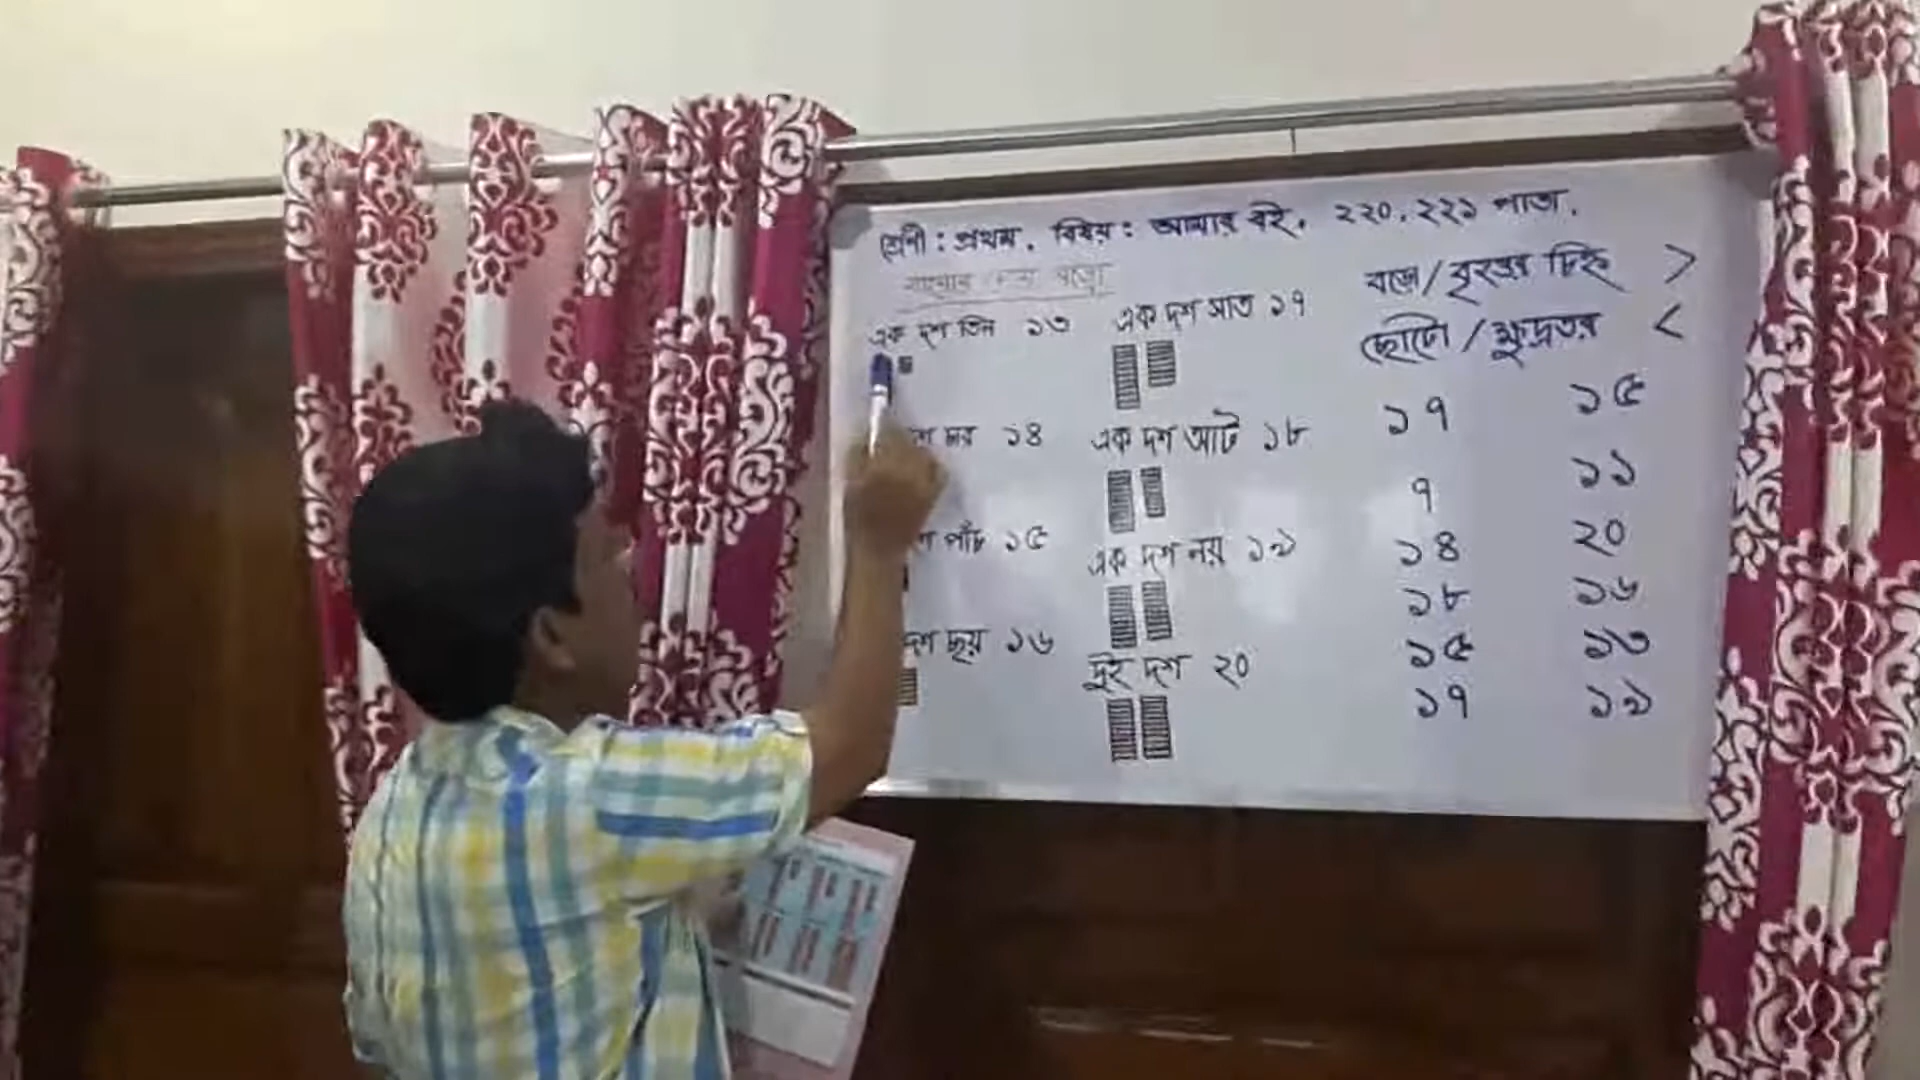 শ্রেণী : প্রথম. বিষয় : আমার বই. ২২০. ২২১ পাতা.
এক দশ তিন ১৩
দশ চার ১৪
পাঁচ ১৫
দশ ছয় ১৬
এক দশ সাত ১৭
এক দশ আট ১৮
এক দশ নয় ১৯
দুই দশ ২০
বড়ো/বৃহত্তর চিহ্ন >
ছোটো/ক্ষুদ্রতর <
১৭ ১৫
৭ ১১
১৪ ২০
১৮ ১৬
১৫ ১৩
১৭ ১৯